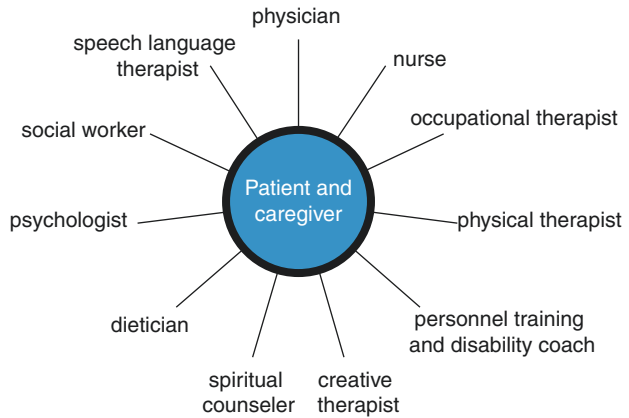 physician
speech language
therapist
nurse
social worker
occupational therapist
Patient and
caregiver
psychologist
physical therapist
dietician
personnel training
and disability coach
spiritual
counseler
creative
therapist